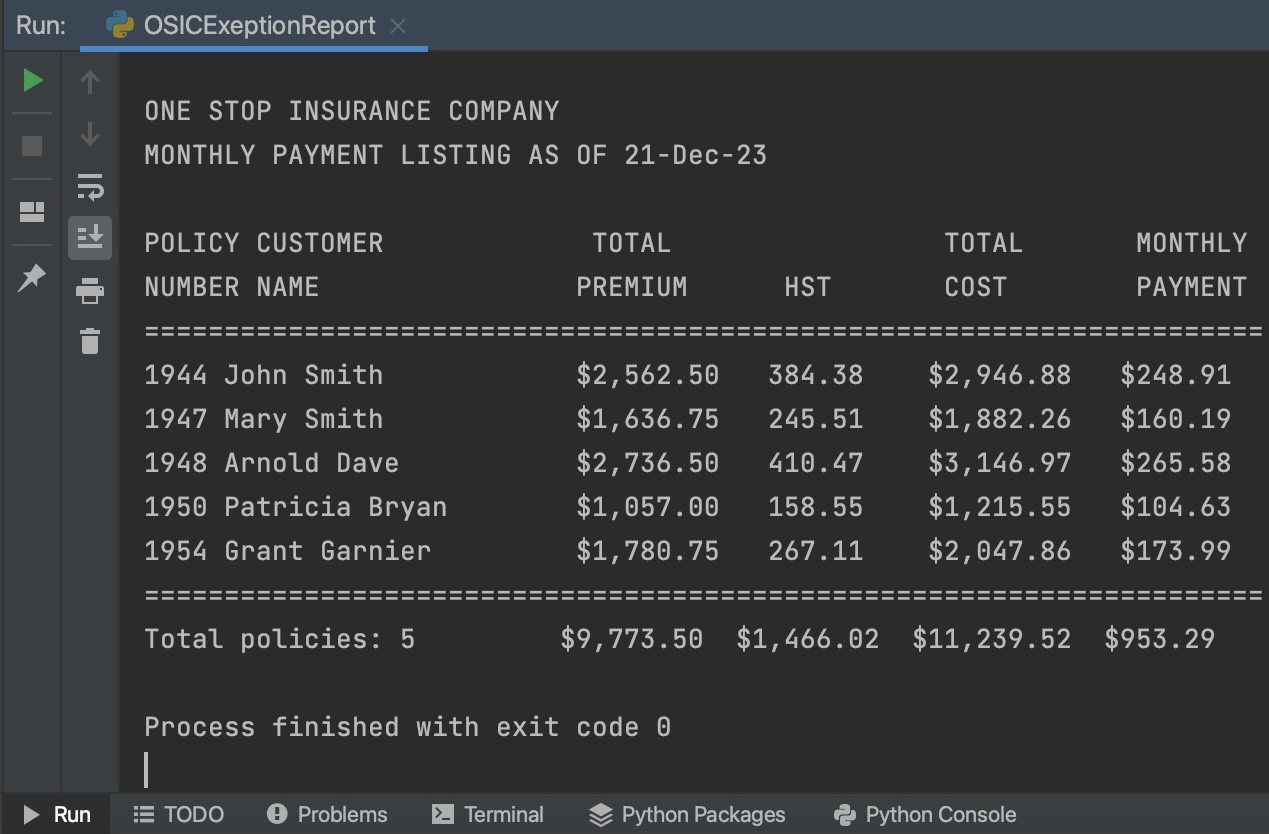 Run: OSICExeptionReport
ONE STOP INSURANCE COMPANY
MONTHLY PAYMENT LISTING AS OF 21-Dec-23
POLICY CUSTOMER TOTAL TOTAL MONTHLY
NUMBER NAME PREMIUM HST COST PAYMENT
======================================================================
1944 John Smith $2,562.50 384.38 $2,946.88 $248.91
1947 Mary Smith $1,636.75 245.51 $1,882.26 $160.19
1948 Arnold Dave $2,736.50 410.47 $3,146.97 $265.58
1950 Patricia Bryan $1,057.00 158.55 $1,215.55 $104.63
1954 Grant Garnier $1,780.75 267.11 $2,047.86 $173.99
======================================================================
Total policies: 5 $9,773.50 $1,466.02 $11,239.52 $953.29
Process finished with exit code 0
Run TODO Problems Terminal Python Packages Python Console